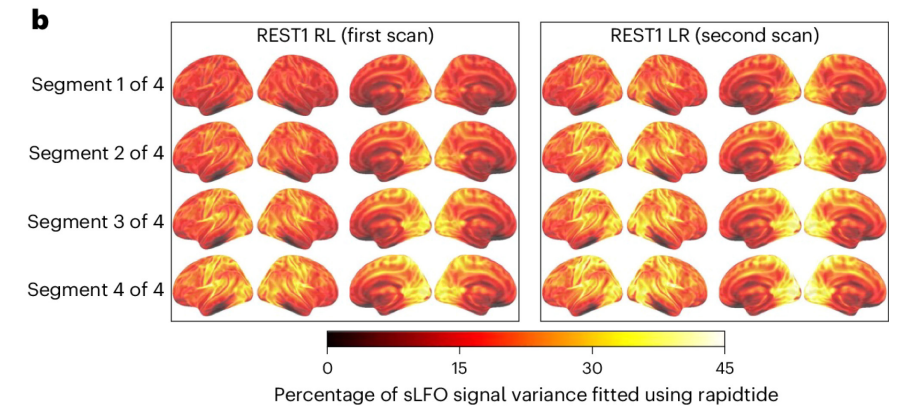 b
REST1 RL (first scan)
REST1 LR (second scan)
Segment 1 of 4
Segment 2 of 4
Segment 3 of 4
Segment 4 of 4
0 15 30 45
Percentage of sLFO signal variance fitted using rapidtide